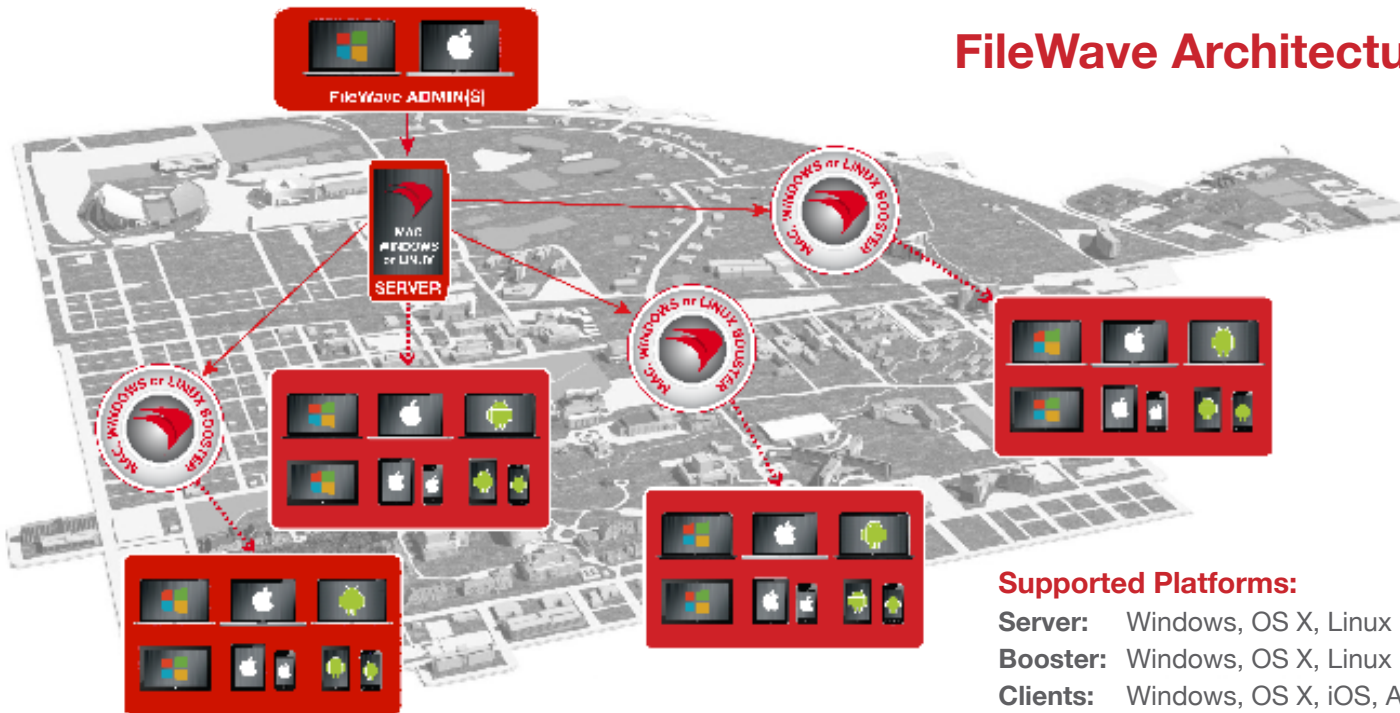 FileWave Architectu
FileWave ADMIN(S)
MAC
WINDOWS
or LINUX
SERVER
MAC, WINDOWS or LINUX BOOSTER
MAC, WINDOWS or LINUX BOOSTER
MAC, WINDOWS or LINUX BOOSTER
Supported Platforms:
Server: Windows, OS X, Linux
Booster: Windows, OS X, Linux
Clients: Windows, OS X, iOS, A